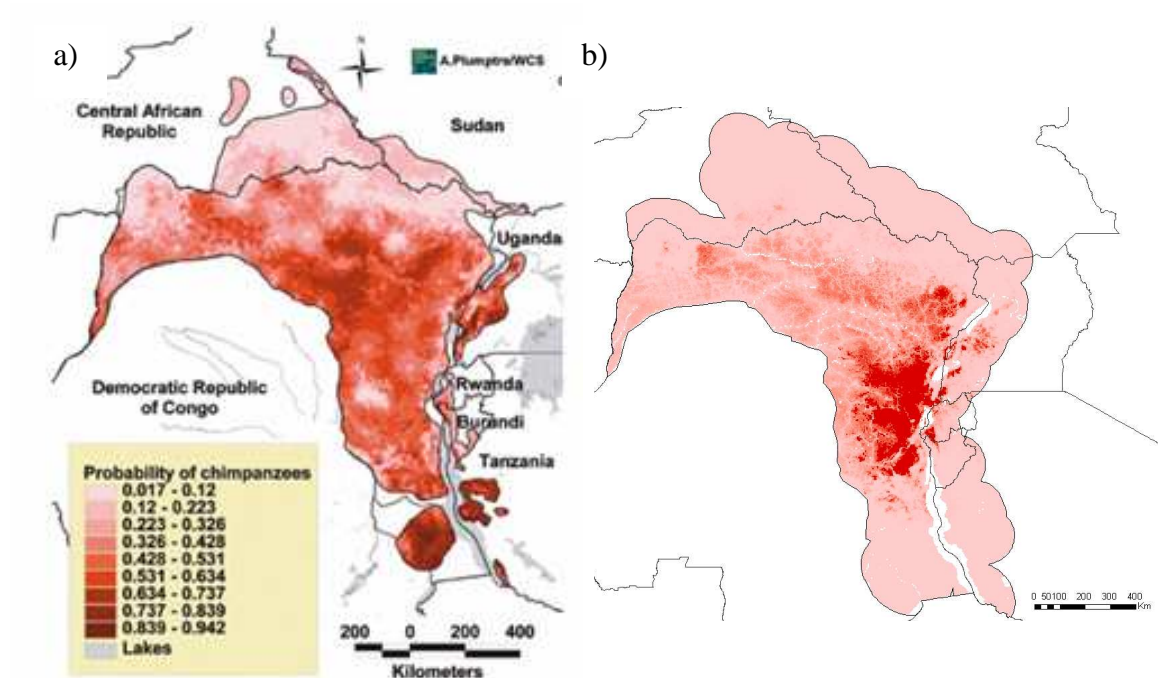 a)
N
A.Plumptre/WCS
b)
Central African
Republic
Sudan
Uganda
Democratic Republic
of Congo
Rwanda
Burundi
Tanzania
Probability of chimpanzees
0.017 - 0.12
0.12 - 0.223
0.223 - 0.326
0.326 - 0.428
0.428 - 0.531
0.531 - 0.634
0.634 - 0.737
0.737 - 0.839
0.839 - 0.942
Lakes
200 0 200 400
Kilometers
0 50 100 200 300 400
Km